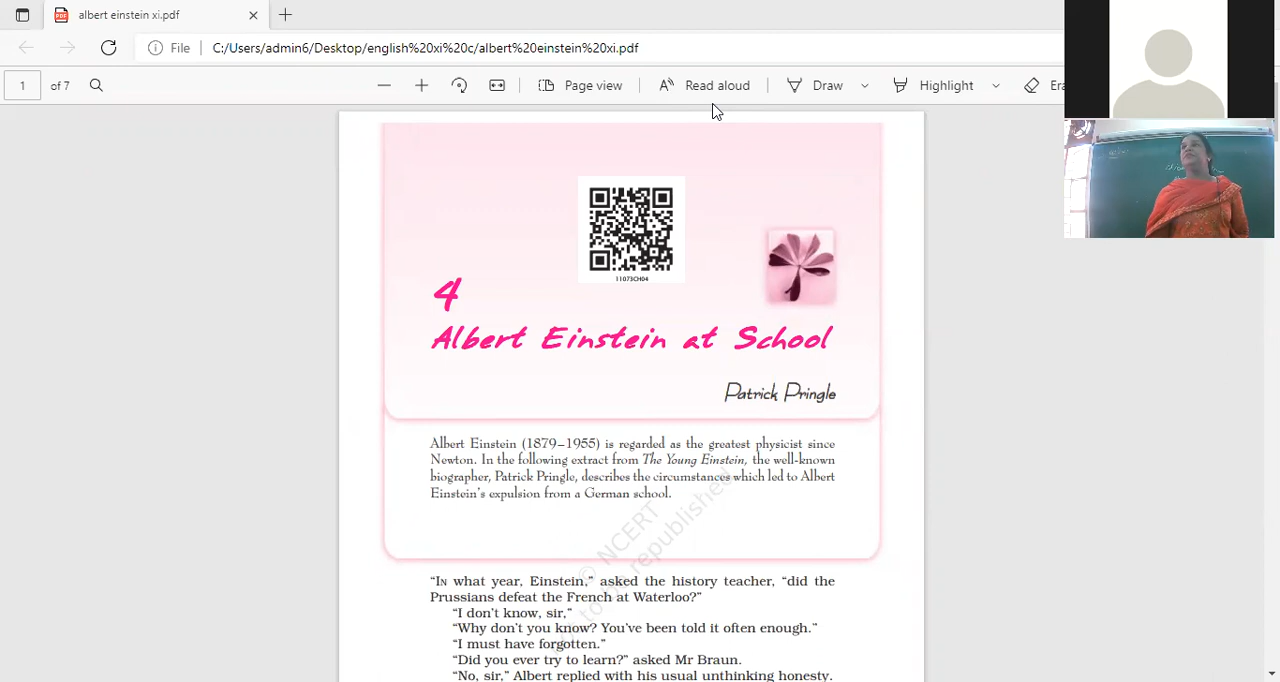 albert einstein xi.pdf
File
C:/Users/admin6/Desktop/english%20xi%20c/albert%20einstein%20xi.pdf
1 of 7
Page view
Read aloud
Draw
Highlight
11073CH04
4
Albert Einstein at School
Patrick Pringle
Albert Einstein (1879–1955) is regarded as the greatest physicist since
Newton. In the following extract from The Young Einstein, the well-known
biographer, Patrick Pringle, describes the circumstances which led to Albert
Einstein's expulsion from a German school.
© NCERT
to be republished
“IN what year, Einstein,” asked the history teacher, “did the
Prussians defeat the French at Waterloo?”
“I don't know, sir,”
“Why don't you know? You've been told it often enough.”
“I must have forgotten.”
“Did you ever try to learn?” asked Mr Braun.
“No, sir,” Albert replied with his usual unthinking honesty.